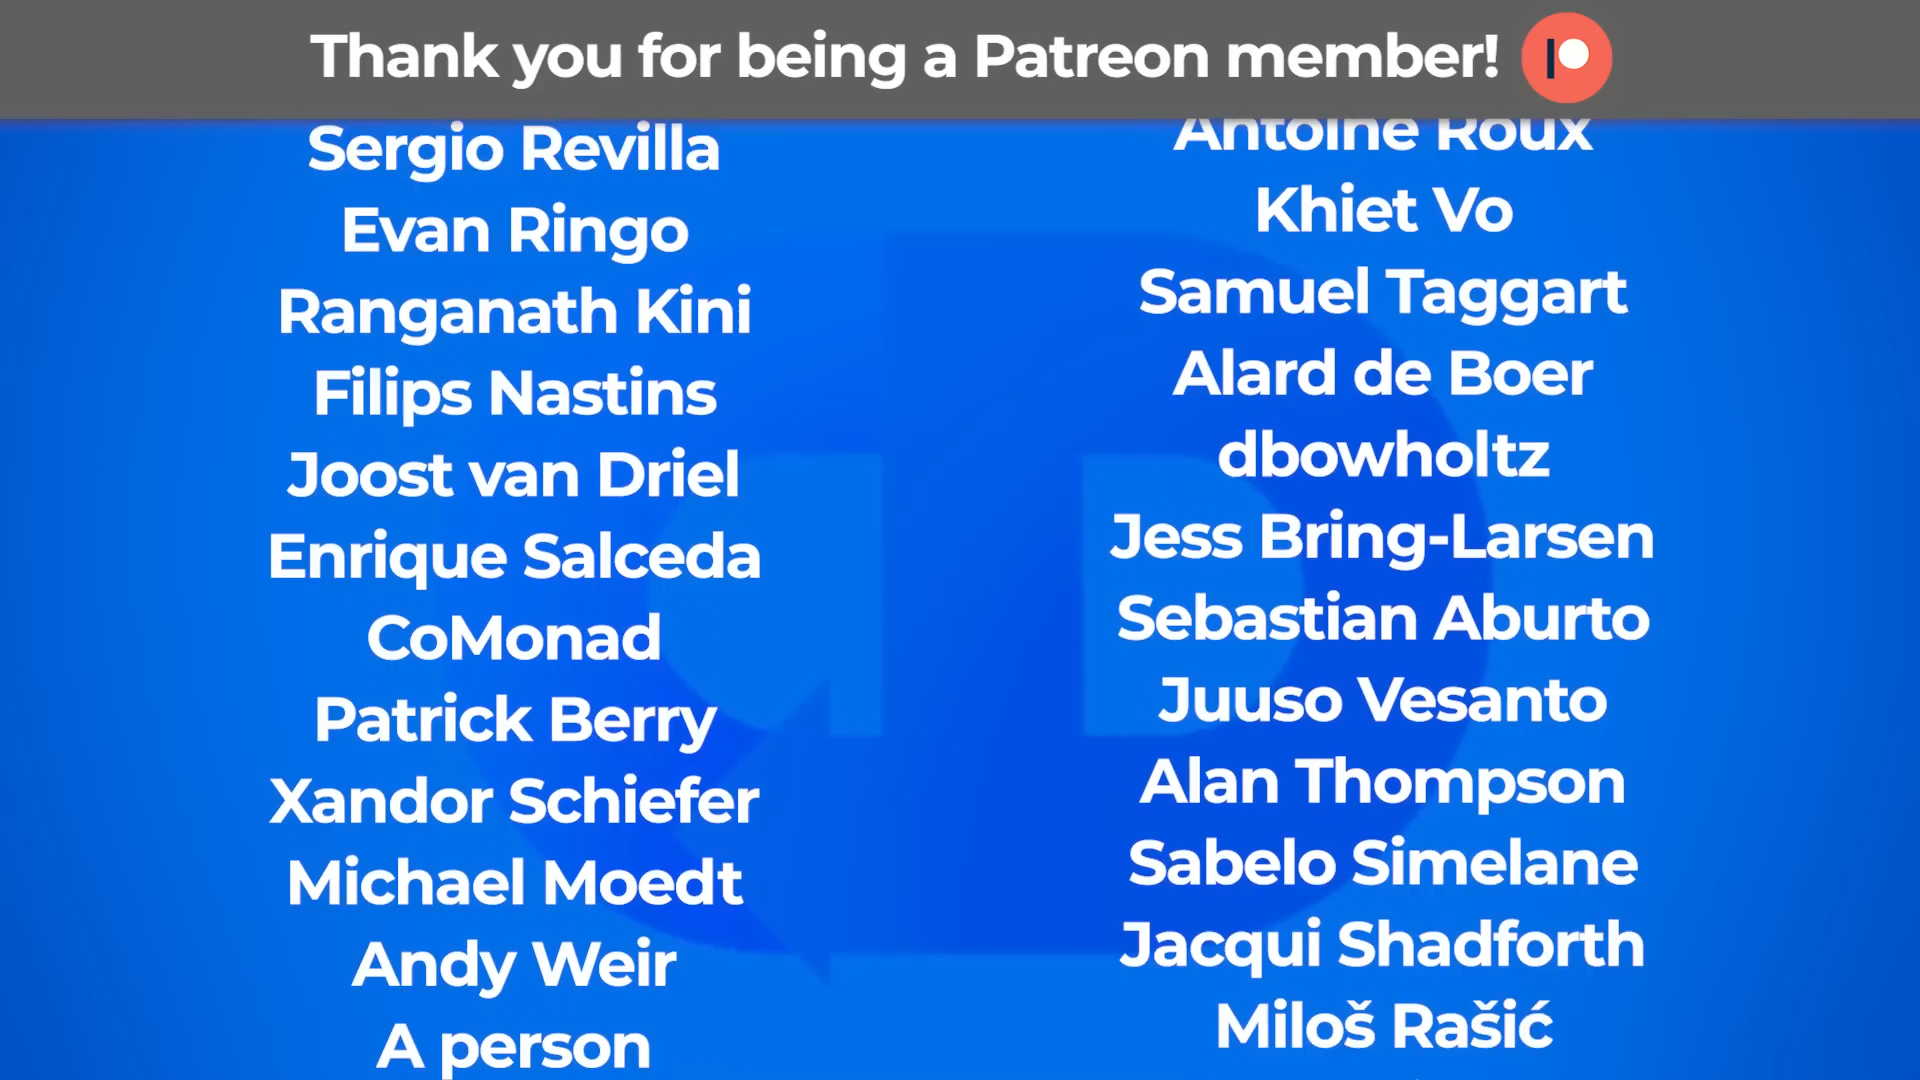 Thank you for being a Patreon member!
Sergio Revilla
Evan Ringo
Ranganath Kini
Filips Nastins
Joost van Driel
Enrique Salceda
CoMonad
Patrick Berry
Xandor Schiefer
Michael Moedt
Andy Weir
A person
Antoine Roux
Khiet Vo
Samuel Taggart
Alard de Boer
dbowholtz
Jess Bring-Larsen
Sebastian Aburto
Juuso Vesanto
Alan Thompson
Sabelo Simelane
Jacqui Shadforth
Miloš Rašić